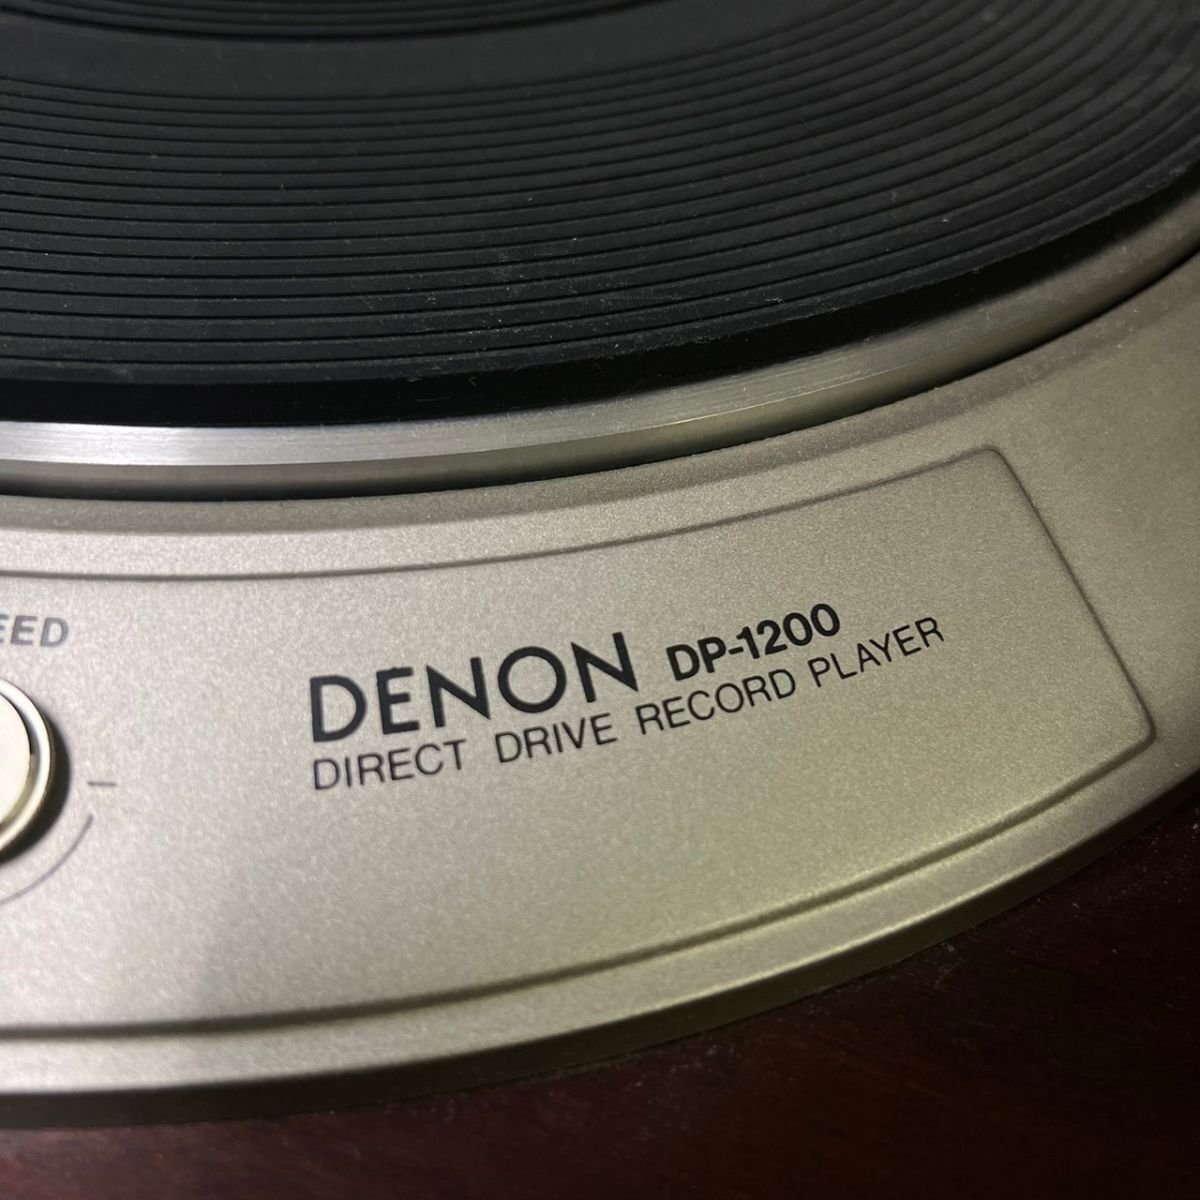 EED
DENON DP-1200
DIRECT DRIVE RECORD PLAYER